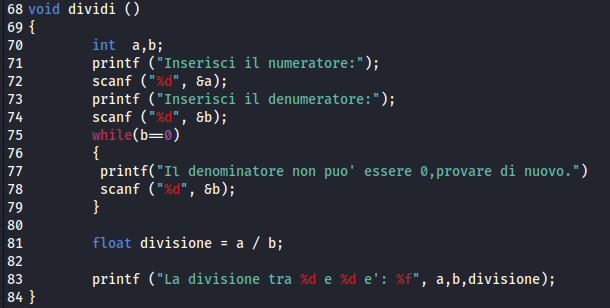 68 void dividi ()
69 {
70         int  a,b;
71         printf ("Inserisci il numeratore:");
72         scanf ("%d", &a);
73         printf ("Inserisci il denumeratore:");
74         scanf ("%d", &b);
75         while(b==0)
76         {
77          printf("Il denominatore non puo' essere 0,provare di nuovo.")
78          scanf ("%d", &b);
79         }
80
81         float divisione = a / b;
82
83         printf ("La divisione tra %d e %d e': %f", a,b,divisione);
84 }